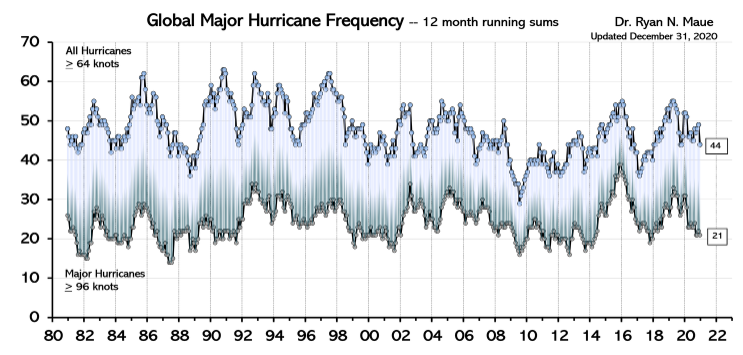 Global Major Hurricane Frequency -- 12 month running sums
Dr. Ryan N. Maue
Updated December 31, 2020
70
All Hurricanes
≥ 64 knots
60
50
44
40
30
21
20
Major Hurricanes
≥ 96 knots
10
0
80 82 84 86 88 90 92 94 96 98 00 02 04 06 08 10 12 14 16 18 20 22